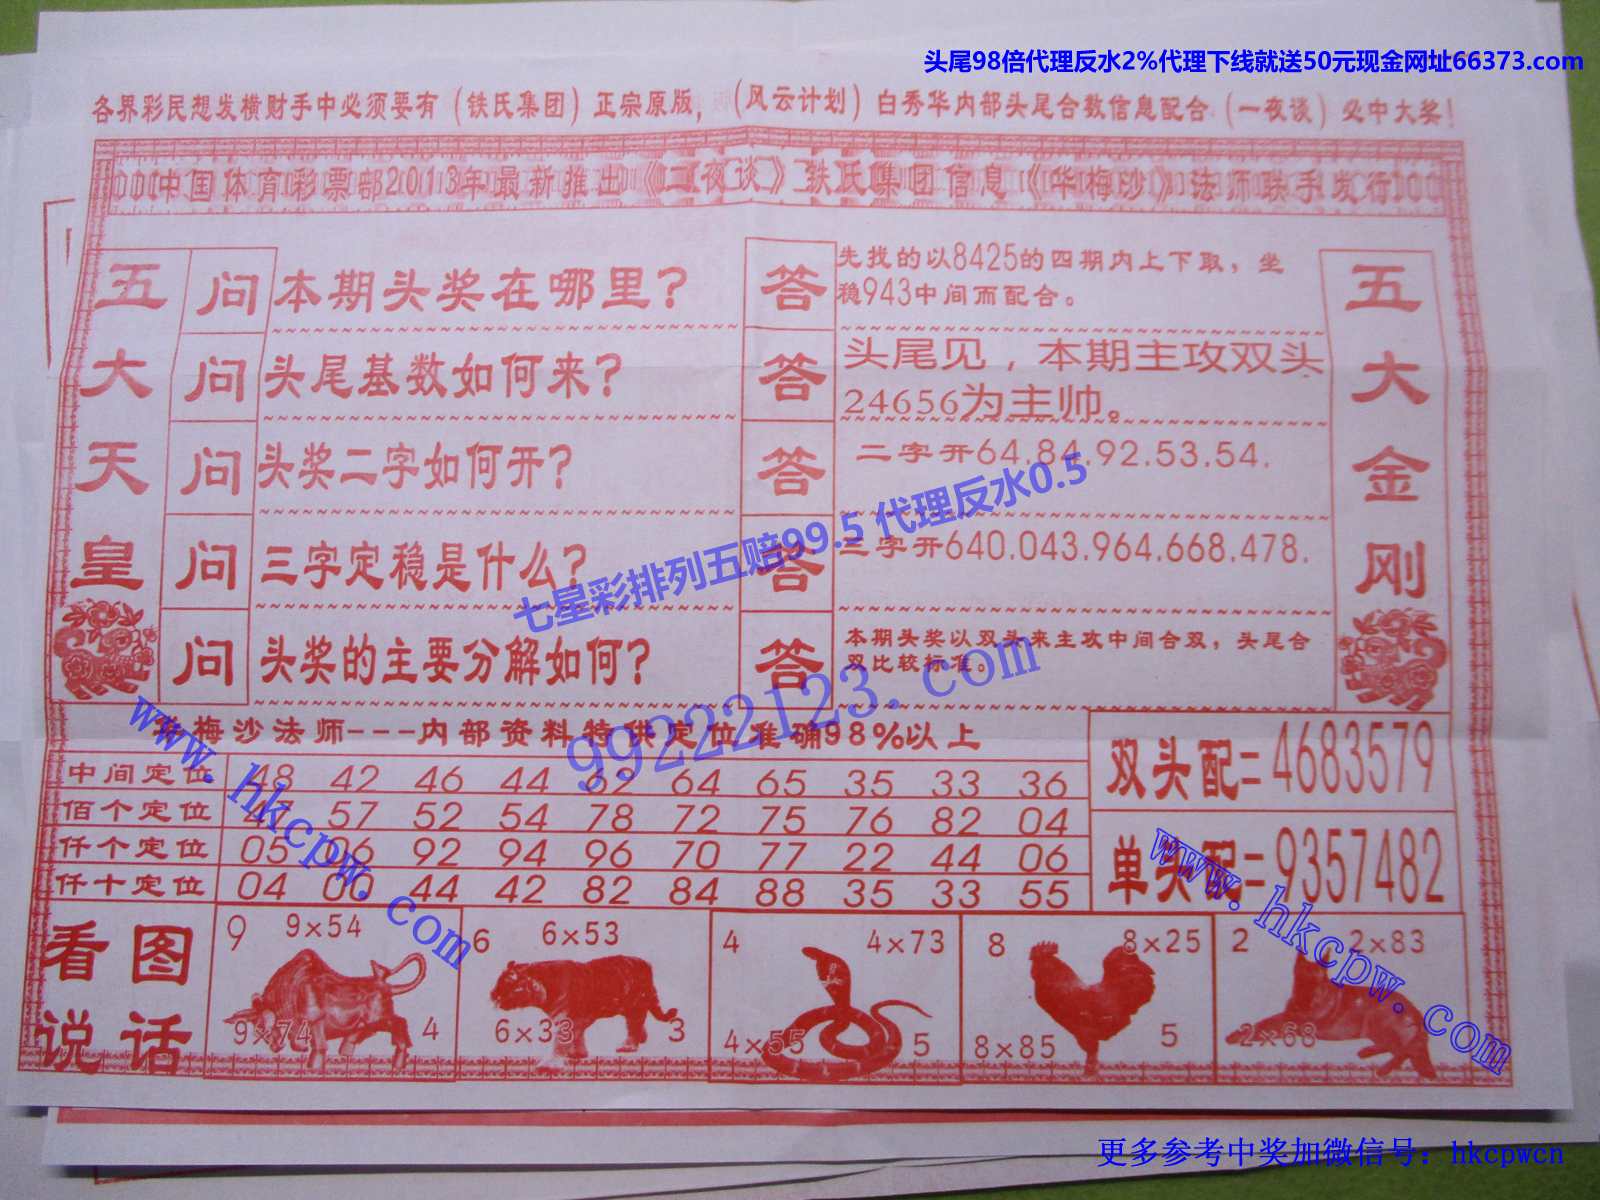 头尾98倍代理反水2%代理下线就送50元现金网址66373.com
各界彩民想发横财手中必须要有(铁氏集团)正宗原版,(风云计划)白秀华内部头尾合数信息配合(一夜谈)必中大奖!
中国体育彩票部2013年最新推出《一夜谈》铁氏集团信息《华梅沙》法师联手发行
五大天皇
问 本期头奖在哪里?
答 先找的以8425的四期内上下取，坐
稳943中间而配合。
问 头尾基数如何来?
答 头尾见，本期主攻双头
24656为主帅。
问 头奖二字如何开?
答 二字开64.84.92.53.54.
问 三字定稳是什么?
答 三字开640.043.964.668.478.
问 头奖的主要分解如何?
答 本期头奖以双头来主攻中间合双，头尾合
双比较标准。
五大金刚
七星彩排列五赔99.5 代理反水0.5
99222123.com
www.hkcpw.com
华梅沙法师---内部资料特供定位准确98%以上
中间定位 48 42 46 44 62 64 65 35 33 36
佰个定位 47 57 52 54 78 72 75 76 82 04
仟个定位 05 06 92 94 96 70 77 22 44 06
仟十定位 04 00 44 42 82 84 88 35 33 55
双头配=4683579
单头配=9357482
www.hkcpw.com
看图
说话
9 9×54
9×74 4
6 6×53
6×33 3
4 4×73
4×55 5
8 8×25
8×85 5
2 2×83
2×68
更多参考中奖加微信号：hkcpwcn